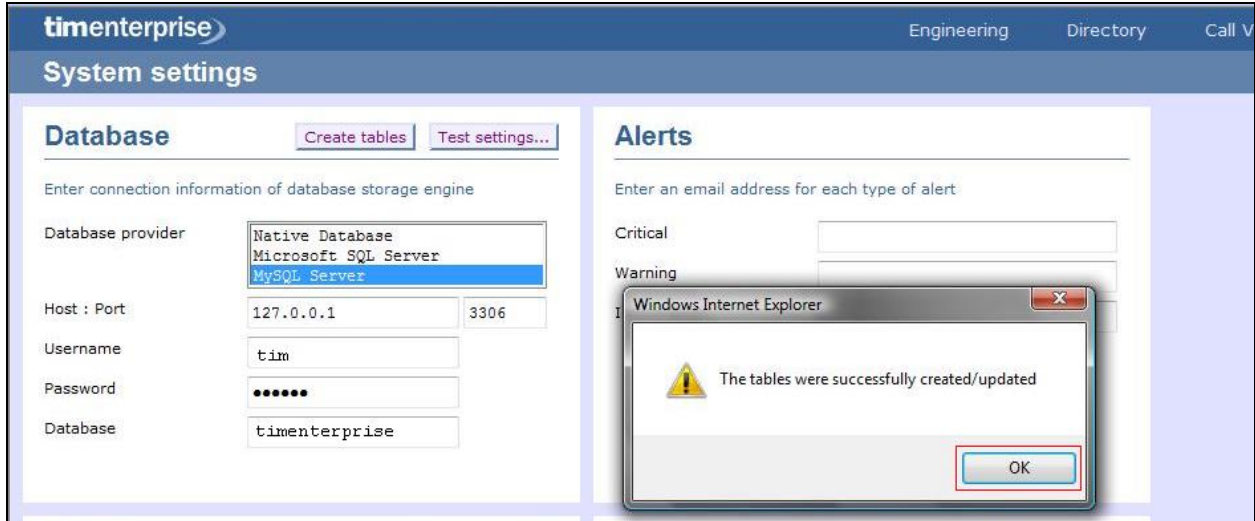 timenterprise
Engineering Directory Call V
System settings
Database
Create tables
Test settings...
Enter connection information of database storage engine
Database provider
Native Database
Microsoft SQL Server
MySQL Server
Host : Port
127.0.0.1
3306
Username
tim
Password
••••••
Database
timenterprise
Alerts
Enter an email address for each type of alert
Critical
Warning
I
Windows Internet Explorer
The tables were successfully created/updated
OK